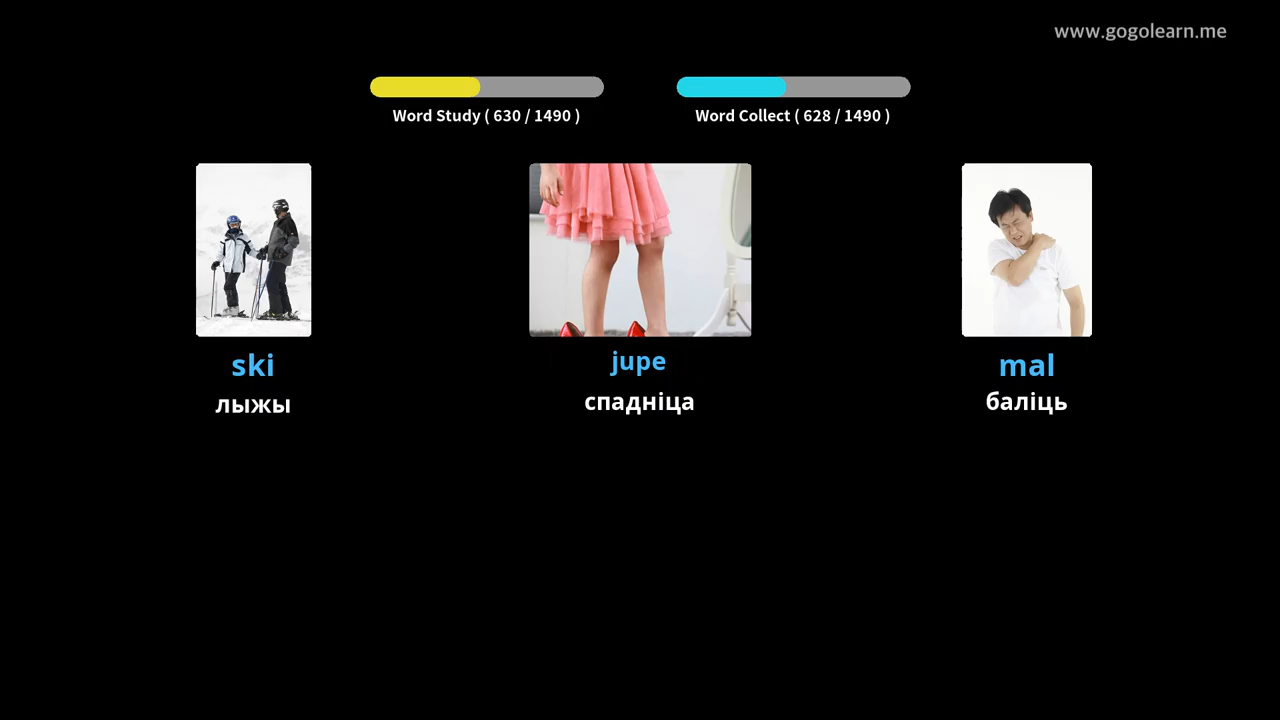 www.gogolearn.me
Word Study ( 630 / 1490 )
Word Collect ( 628 / 1490 )
ski
jupe
mal
лыжы
спадніца
баліць